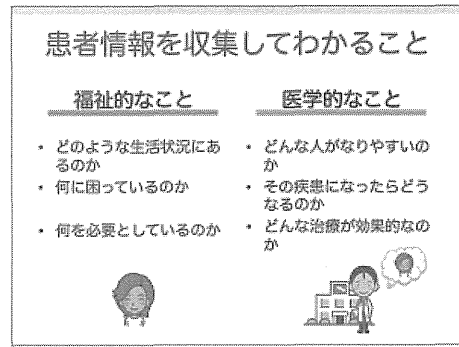 患者情報を収集してわかること
福祉的なこと
・ どのような生活状況にあ
るのか
・ 何に困っているのか
・ 何を必要としているのか
医学的なこと
・ どんな人がなりやすいの
か
・ その疾患になったらどう
なるのか
・ どんな治療が効果的なの
か